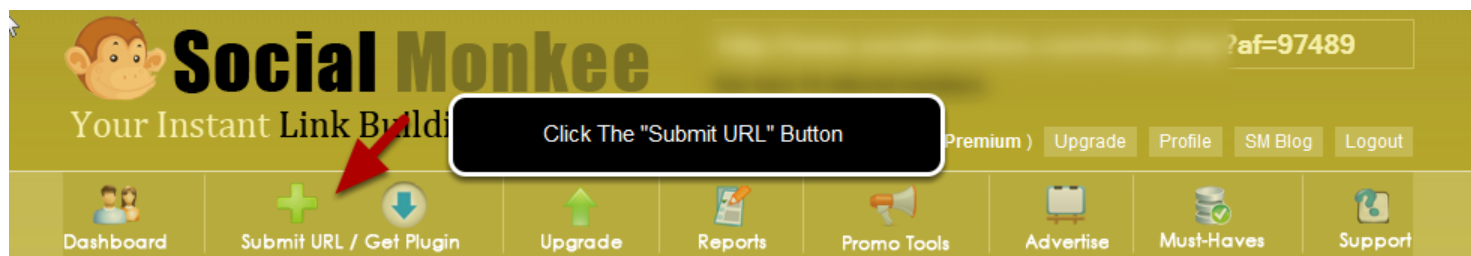 Social Monkee
?af=97489
Your Instant Link Buildi
Click The "Submit URL" Button
Premium ) Upgrade Profile SM Blog Logout
Dashboard Submit URL / Get Plugin Upgrade Reports Promo Tools Advertise Must-Haves Support